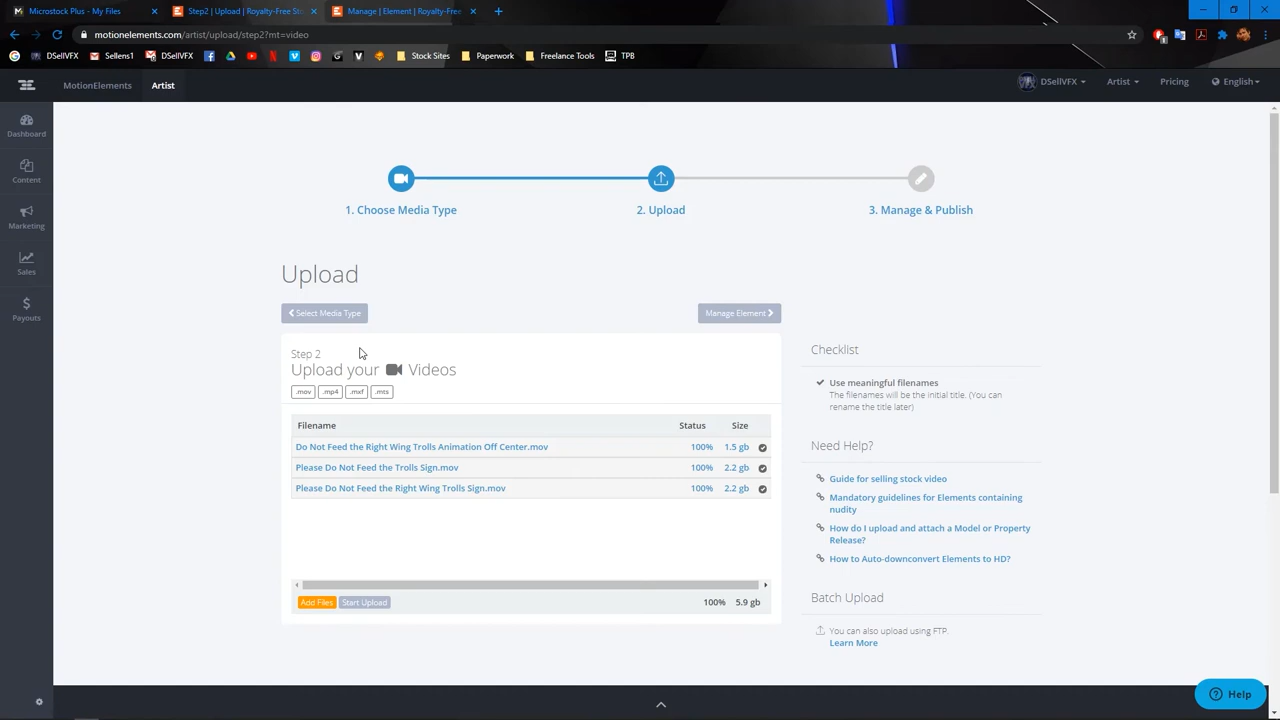 Microstock Plus - My Files
Step2 | Upload | Royalty-Free Sto
Manage | Element | Royalty-Free
motionelements.com/artist/upload/step2?mt=video
DSellVFX
Sellens1
DSellVFX
Stock Sites
Paperwork
Freelance Tools
TPB
MotionElements
Artist
DSellVFX
Artist
Pricing
English
Dashboard
Content
Marketing
Sales
Payouts
1. Choose Media Type
2. Upload
3. Manage & Publish
Upload
Select Media Type
Manage Element
Step 2
Upload your Videos
.mov .mp4 .mxf .mts
Filename Status Size
Do Not Feed the Right Wing Trolls Animation Off Center.mov 100% 1.5 gb
Please Do Not Feed the Trolls Sign.mov 100% 2.2 gb
Please Do Not Feed the Right Wing Trolls Sign.mov 100% 2.2 gb
Add Files Start Upload 100% 5.9 gb
Checklist
Use meaningful filenames
The filenames will be the initial title. (You can
rename the title later)
Need Help?
Guide for selling stock video
Mandatory guidelines for Elements containing
nudity
How do I upload and attach a Model or Property
Release?
How to Auto-downconvert Elements to HD?
Batch Upload
You can also upload using FTP.
Learn More
Help